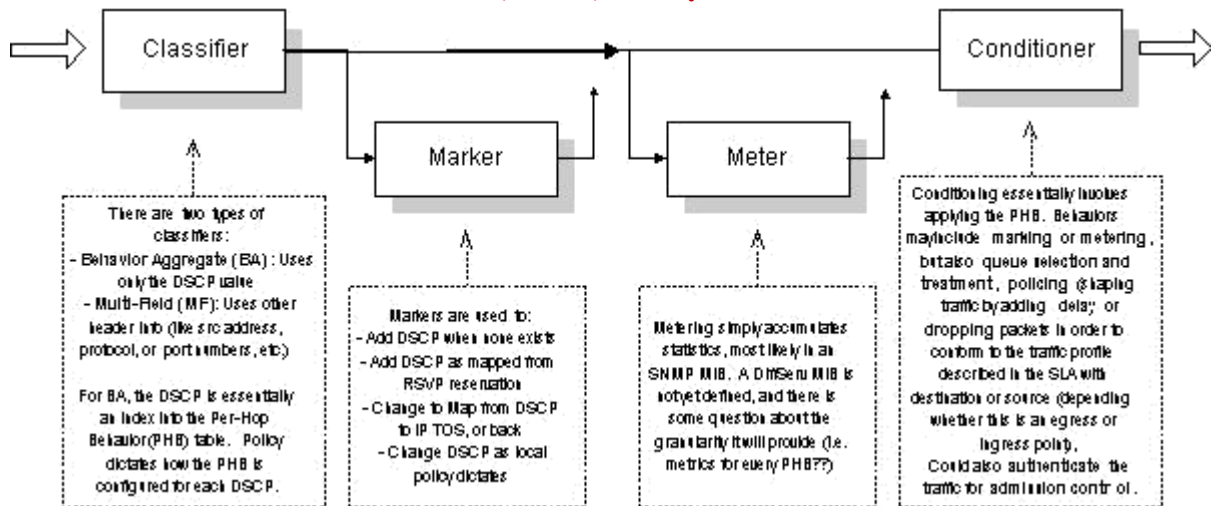 Classifier
Conditioner
Marker
Meter
There are two types of
classifiers:
- Behavior Aggregate (BA): Uses
only the DSCP value
- Multi-Field (MF): Uses other
header info (like src address,
protocol, or port numbers, etc)
For BA, the DSCP is essentially
an index into the Per-Hop
Behavior (PHB) table. Policy
dictates how the PHB is
configured for each DSCP.
Markers are used to:
- Add DSCP when none exists
- Add DSCP as mapped from
RSVP reservation
- Change to Map from DSCP
to IP TOS, or back
- Change DSCP as local
policy dictates
Metering simply accumulates
statistics, most likely in an
SNMP MIB. A DiffServ MIB is
not yet defined, and there is
some question about the
granularity it will provide (i.e.
metrics for every PHB??)
Conditioning essentially involves
applying the PHB. Behaviors
may include marking or metering,
but also queue selection and
treatment, policing (shaping
traffic by adding delay, or
dropping packets in order to
conform to the traffic profile
described in the SLA with
destination or source (depending
whether this is an egress or
ingress point).
Could also authenticate the
traffic for admission control.